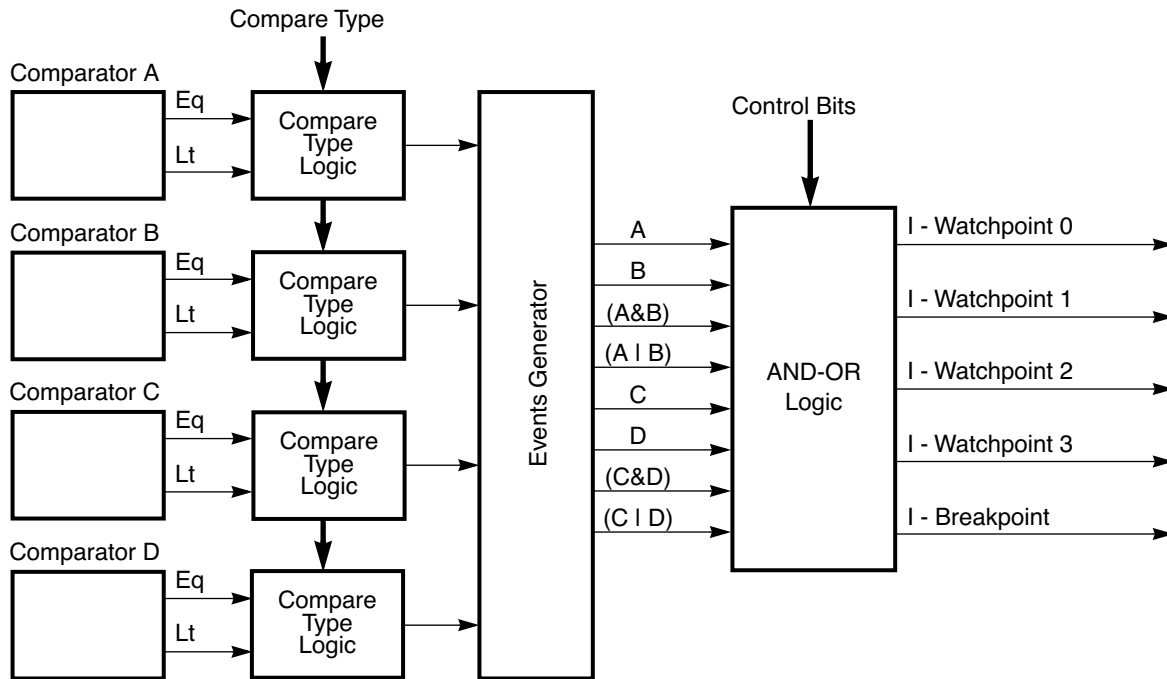 Compare Type
Comparator A
Eq
Lt
Compare
Type
Logic
Comparator B
Eq
Lt
Compare
Type
Logic
Comparator C
Eq
Lt
Compare
Type
Logic
Comparator D
Eq
Lt
Compare
Type
Logic
Events Generator
A
B
(A&B)
(A | B)
C
D
(C&D)
(C | D)
Control Bits
AND-OR
Logic
I - Watchpoint 0
I - Watchpoint 1
I - Watchpoint 2
I - Watchpoint 3
I - Breakpoint